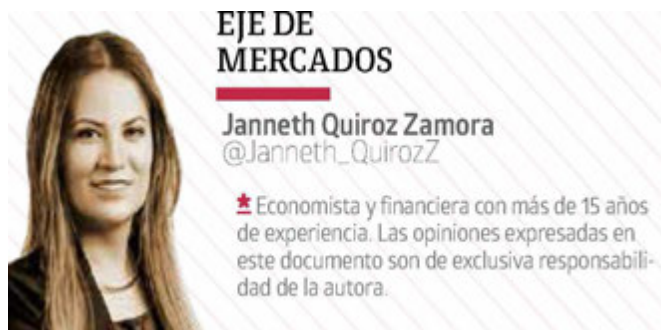 EJE DE
MERCADOS
Janneth Quiroz Zamora
@Janneth_QuirozZ
* Economista y financiera con más de 15 años
de experiencia. Las opiniones expresadas en
este documento son de exclusiva responsabili-
dad de la autora.